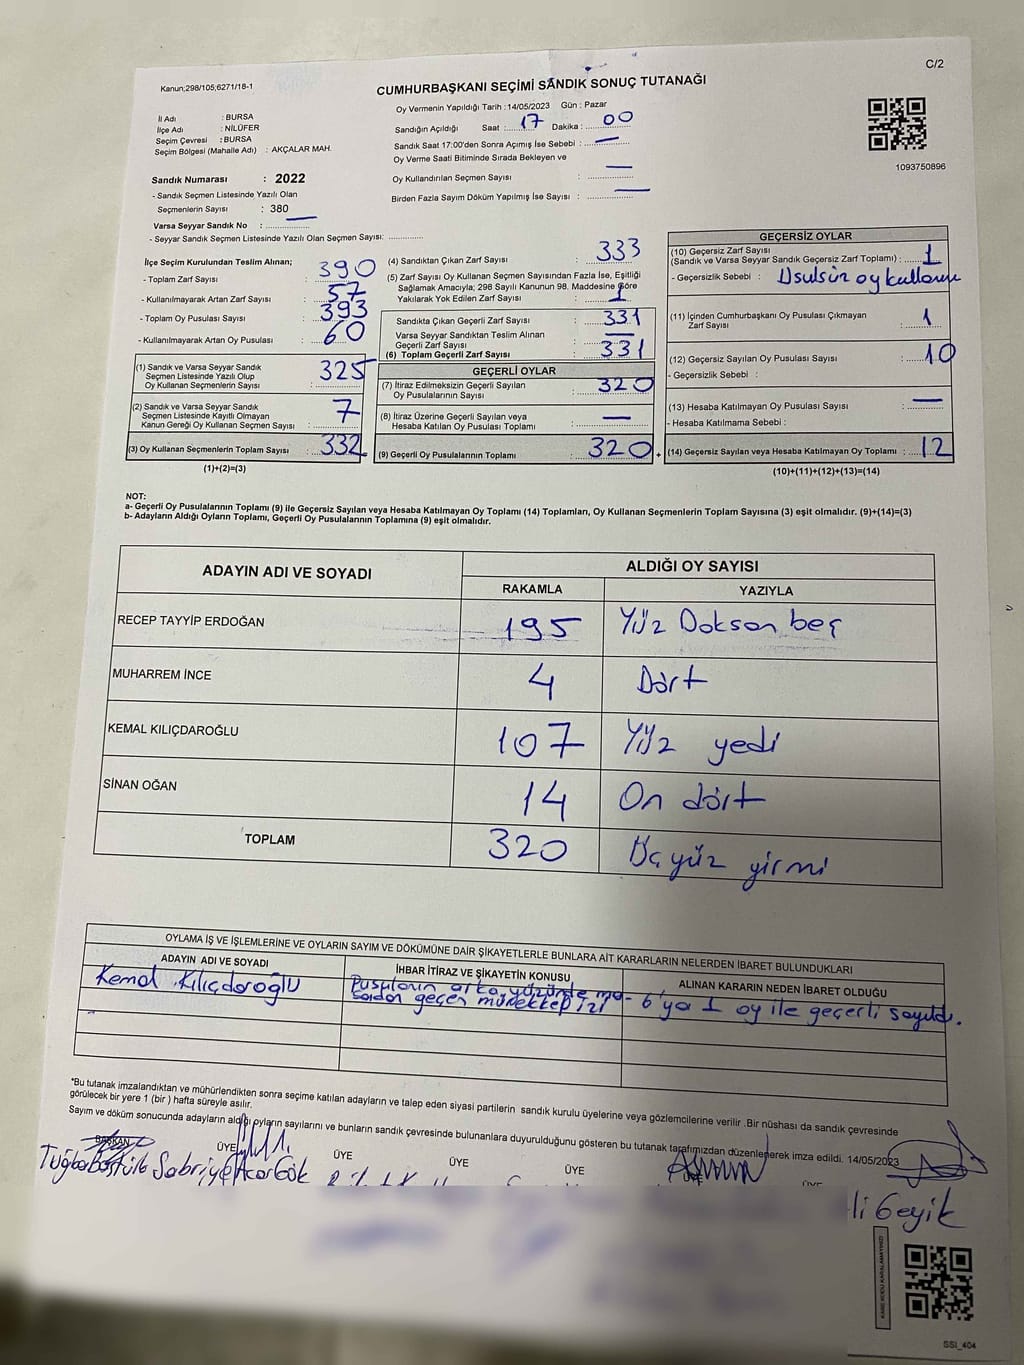 C/2
Kanun;298/105;6271/18-1
CUMHURBAŞKANI SEÇİMİ SANDIK SONUÇ TUTANAĞI
Oy Vermenin Yapıldığı Tarih : 14/05/2023 Gün : Pazar
İl Adı : BURSA
İlçe Adı : NİLÜFER
Seçim Çevresi : BURSA
Seçim Bölgesi (Mahalle Adı) : AKÇALAR MAH.
Sandığın Açıldığı Saat : 17 Dakika : 00
Sandık Saat 17:00'den Sonra Açımış İse Sebebi : —
Oy Verme Saati Bitiminde Sırada Bekleyen ve
Oy Kullandırılan Seçmen Sayısı : —
Birden Fazla Sayım Döküm Yapılmış İse Sayısı : —
1093750896
Sandık Numarası : 2022
- Sandık Seçmen Listesinde Yazılı Olan
Seçmenlerin Sayısı : 380
Varsa Seyyar Sandık No : —
- Seyyar Sandık Seçmen Listesinde Yazılı Olan Seçmen Sayısı:
İlçe Seçim Kurulundan Teslim Alınan;
- Toplam Zarf Sayısı : 390
- Kullanılmayarak Artan Zarf Sayısı : 57
- Toplam Oy Pusulası Sayısı : 393
- Kullanılmayarak Artan Oy Pusulası : 60
(1) Sandık ve Varsa Seyyar Sandık
Seçmen Listesinde Yazılı Olup
Oy Kullanan Seçmenlerin Sayısı : 325
(2) Sandık ve Varsa Seyyar Sandık
Seçmen Listesinde Kayıtlı Olmayan
Kanun Gereği Oy Kullanan Seçmen Sayısı : 7
(3) Oy Kullanan Seçmenlerin Toplam Sayısı : 332
(1)+(2)=(3)
(4) Sandıktan Çıkan Zarf Sayısı : 333
(5) Zarf Sayısı Oy Kullanan Seçmen Sayısından Fazla İse, Eşitliği
Sağlamak Amacıyla; 298 Sayılı Kanunun 98. Maddesine Göre
Yakılarak Yok Edilen Zarf Sayısı : 1
Sandıkta Çıkan Geçerli Zarf Sayısı : 331
Varsa Seyyar Sandıktan Teslim Alınan
Geçerli Zarf Sayısı : —
(6) Toplam Geçerli Zarf Sayısı : 331
GEÇERLİ OYLAR
(7) İtiraz Edilmeksizin Geçerli Sayılan
Oy Pusulalarının Sayısı : 320
(8) İtiraz Üzerine Geçerli Sayılan veya
Hesaba Katılan Oy Pusulası Toplamı : —
(9) Geçerli Oy Pusulalarının Toplamı : 320 +
GEÇERSİZ OYLAR
(10) Geçersiz Zarf Sayısı
(Sandık ve Varsa Seyyar Sandık Geçersiz Zarf Toplamı) : 1
- Geçersizlik Sebebi : Usulsüz oy kullanım
(11) İçinden Cumhurbaşkanı Oy Pusulası Çıkmayan
Zarf Sayısı : 1
(12) Geçersiz Sayılan Oy Pusulası Sayısı : 10
- Geçersizlik Sebebi :
(13) Hesaba Katılmayan Oy Pusulası Sayısı : —
- Hesaba Katılmama Sebebi :
(14) Geçersiz Sayılan veya Hesaba Katılmayan Oy Toplamı : 12
(10)+(11)+(12)+(13)=(14)
NOT:
a- Geçerli Oy Pusulalarının Toplamı (9) ile Geçersiz Sayılan veya Hesaba Katılmayan Oy Toplamı (14) Toplamları, Oy Kullanan Seçmenlerin Toplam Sayısına (3) eşit olmalıdır. (9)+(14)=(3)
b- Adayların Aldığı Oyların Toplamı, Geçerli Oy Pusulalarının Toplamına (9) eşit olmalıdır.
ADAYIN ADI VE SOYADI ALDIĞI OY SAYISI
RAKAMLA YAZIYLA
RECEP TAYYİP ERDOĞAN 195 Yüz Doksan beş
MUHARREM İNCE 4 Dört
KEMAL KILIÇDAROĞLU 107 Yüz yedi
SİNAN OĞAN 14 On dört
TOPLAM 320 Üçyüz yirmi
OYLAMA İŞ VE İŞLEMLERİNE VE OYLARIN SAYIM VE DÖKÜMÜNE DAİR ŞİKAYETLERLE BUNLARA AİT KARARLARIN NELERDEN İBARET BULUNDUKLARI
ADAYIN ADI VE SOYADI İHBAR İTİRAZ VE ŞİKAYETİN KONUSU ALINAN KARARIN NEDEN İBARET OLDUĞU
Kemal Kılıçdaroğlu Pusulanın arka yüzünde ma-
sadan geçen mürekkep izi 6'ya 1 oy ile geçerli sayıldı.
*Bu tutanak imzalandıktan ve mühürlendikten sonra seçime katılan adayların ve talep eden siyasi partilerin sandık kurulu üyelerine veya gözlemcilerine verilir .Bir nüshası da sandık çevresinde
görülecek bir yere 1 (bir ) hafta süreyle asılır.
Sayım ve döküm sonucunda adayların aldığı oyların sayılarını ve bunların sandık çevresinde bulunanlara duyurulduğunu gösteren bu tutanak tarafımızdan düzenlenerek imza edildi. 14/05/2023
BAŞKAN ÜYE ÜYE ÜYE ÜYE ÜYE ÜYE
Sabriye Acar Gök
Geyik
SSI_404